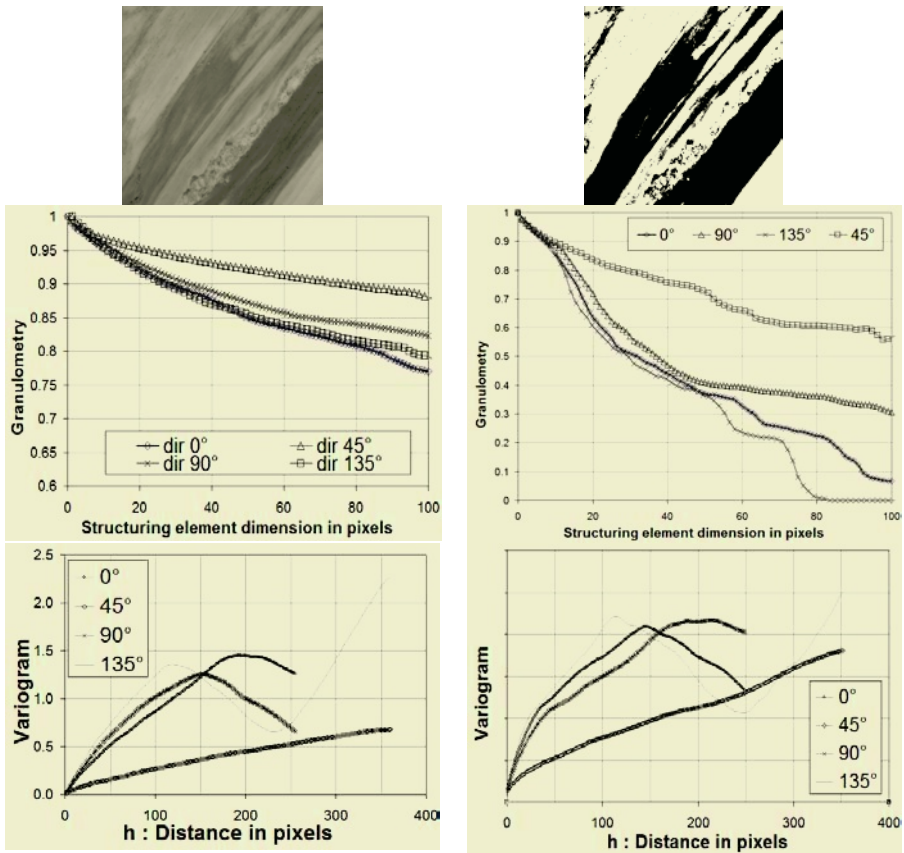 1
0.95
0.9
0.85
0.8
0.75
0.7
0.65
0.6
Granulometry
dir 0° dir 45°
dir 90° dir 135°
0 20 40 60 80 100
Structuring element dimension in pixels
1
0.9
0.8
0.7
0.6
0.5
0.4
0.3
0.2
0.1
0
Granulometry
0° 90° 135° 45°
0 20 40 60 80 100
Structuring element dimension in pixels
2.5
2.0
1.5
1.0
0.5
0.0
Variogram
0°
45°
90°
135°
0 100 200 300 400
h : Distance in pixels
Variogram
0°
45°
90°
135°
0 100 200 300 400
h : Distance in pixels